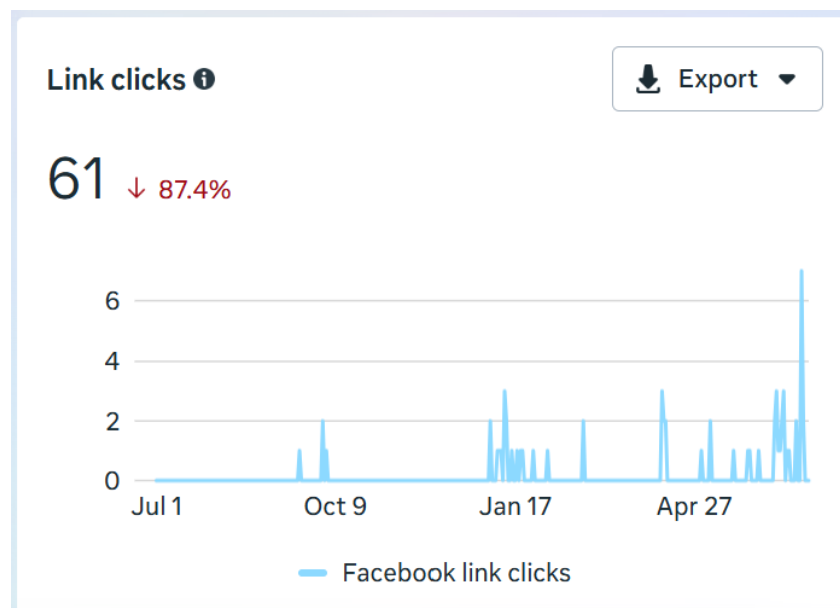 Link clicks
Export
61 ↓ 87.4%
6
4
2
0
Jul 1 Oct 9 Jan 17 Apr 27
Facebook link clicks